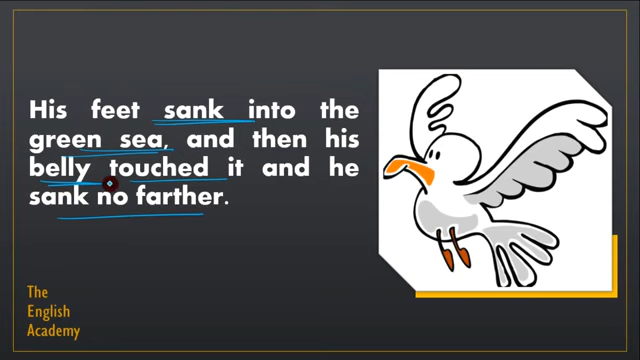 His feet sank into the
green sea, and then his
belly touched it and he
sank no farther.
The
English
Academy